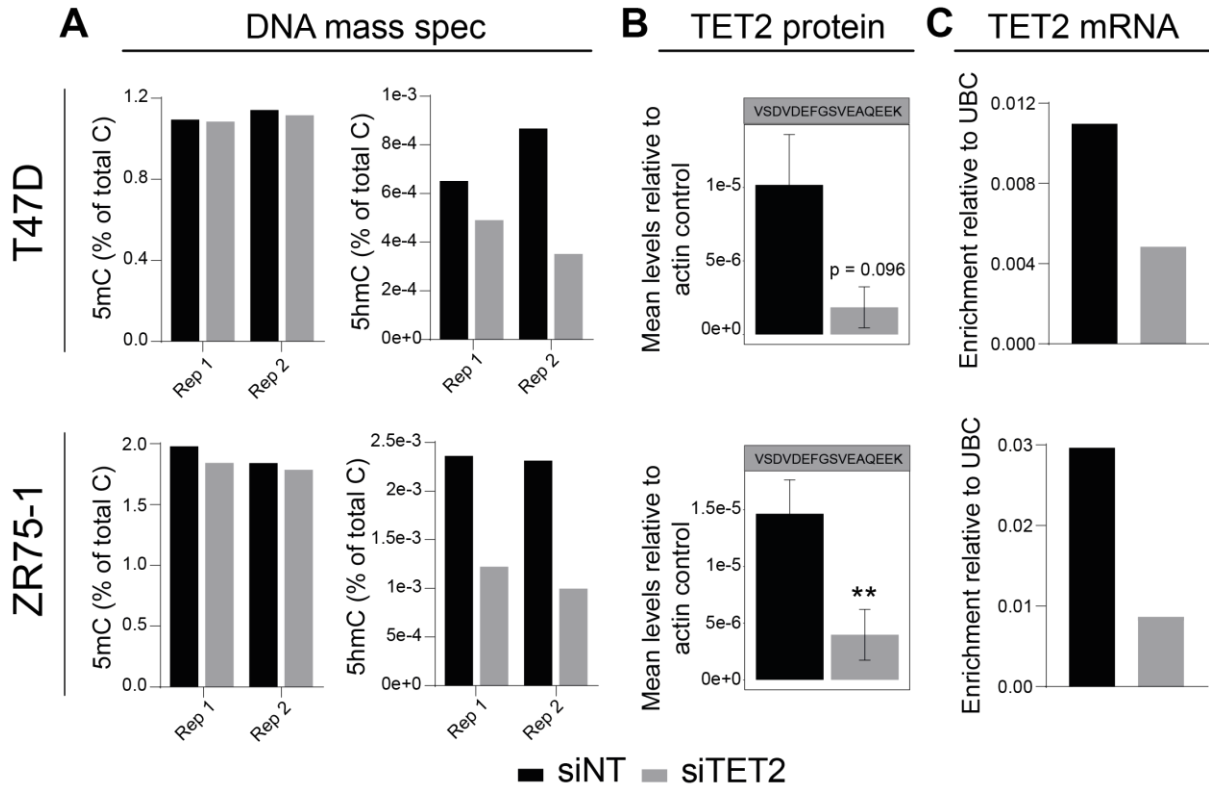 A
DNA mass spec
B
TET2 protein
C
TET2 mRNA
T47D
5mC (% of total C)
1.2
0.8
0.4
0.0
Rep 1
Rep 2
5hmC (% of total C)
1e-3
8e-4
6e-4
4e-4
2e-4
0e+0
Rep 1
Rep 2
Mean levels relative to
actin control
VSDVDEFGSVEAQEEK
1e-5
5e-6
0e+0
p = 0.096
Enrichment relative to UBC
0.012
0.008
0.004
0.000
ZR75-1
5mC (% of total C)
2.0
1.5
1.0
0.5
0.0
Rep 1
Rep 2
5hmC (% of total C)
2.5e-3
2e-3
1e-3
1e-3
5e-4
0e+0
Rep 1
Rep 2
Mean levels relative to
actin control
VSDVDEFGSVEAQEEK
1.5e-5
1e-5
5e-6
0e+0
**
Enrichment relative to UBC
0.03
0.02
0.01
0.00
siNT
siTET2